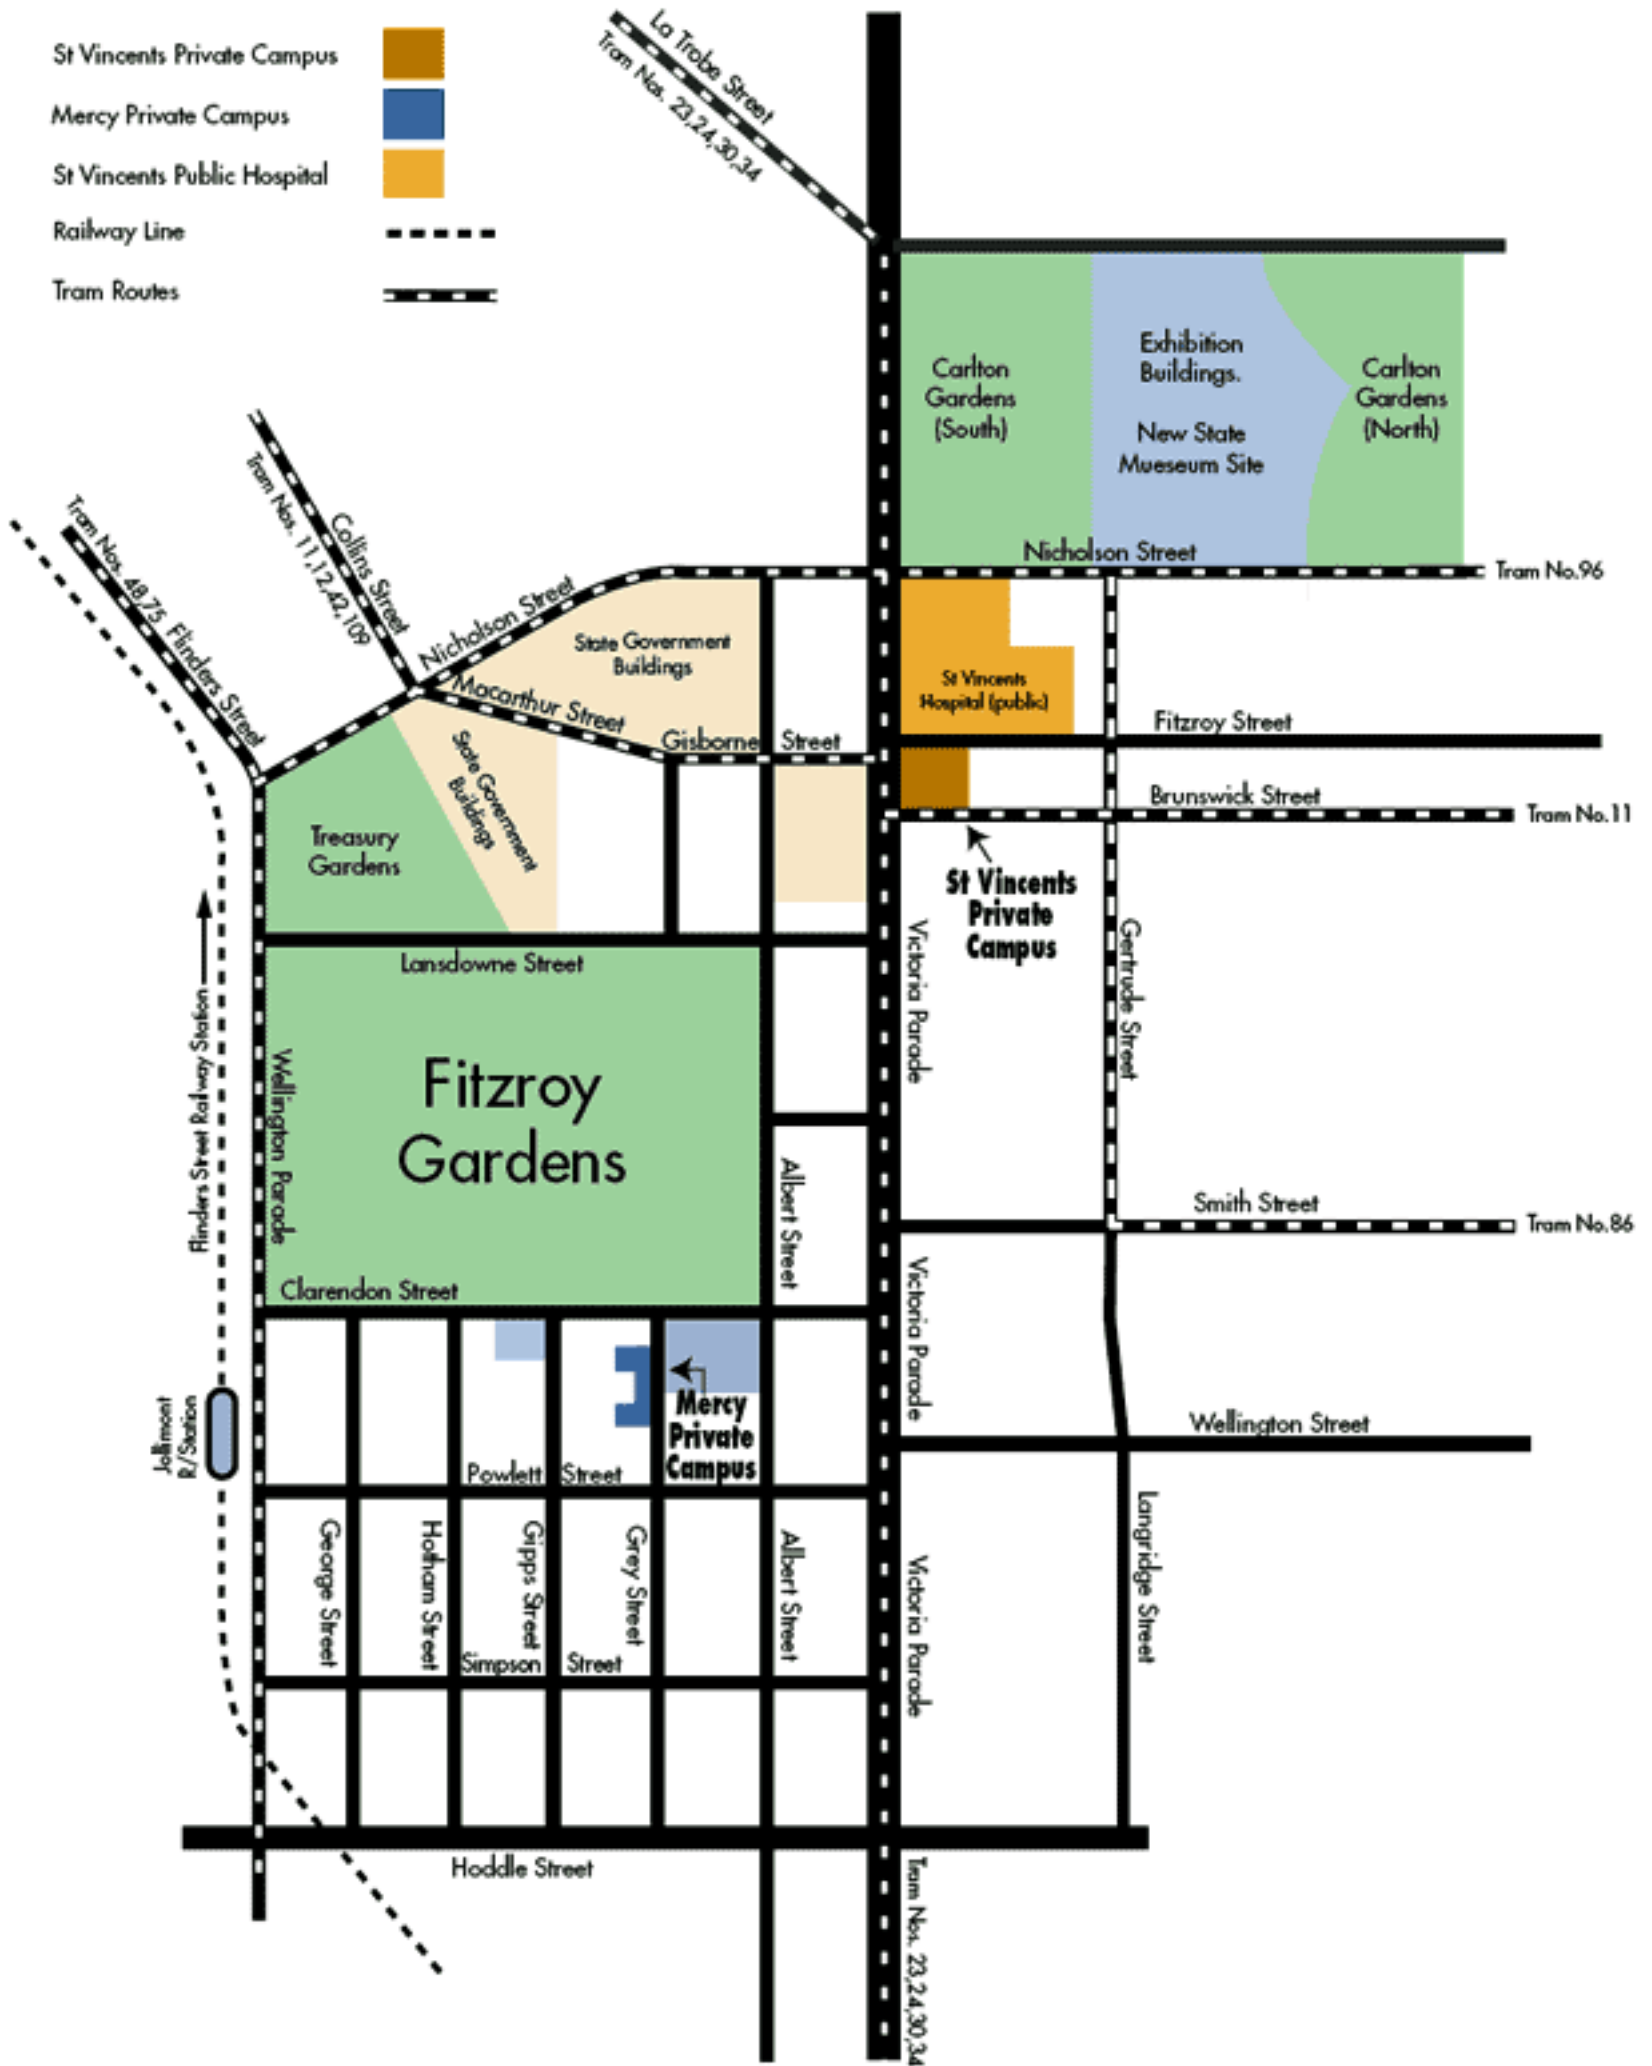 St Vincents Private Campus
Mercy Private Campus
St Vincents Public Hospital
Railway Line
Tram Routes
La Trobe Street
Tram Nos. 23,24,30,34
Carlton
Gardens
(South)
Exhibition
Buildings.
New State
Mueseum Site
Carlton
Gardens
(North)
Nicholson Street
Tram No.96
Collins Street
Tram Nos. 11,12,42,109
Tram Nos. 48,75 Flinders Street
Nicholson Street
State Government
Buildings
Macarthur Street
Gisborne Street
St Vincents
Hospital (public)
Fitzroy Street
Brunswick Street
Tram No.11
State Government
Buildings
Treasury
Gardens
St Vincents
Private
Campus
Victoria Parade
Gertrude Street
Lansdowne Street
Flinders Street Railway Station
Wellington Parade
Fitzroy
Gardens
Albert Street
Smith Street
Tram No.86
Clarendon Street
Victoria Parade
Jollimont
R/Station
Mercy
Private
Campus
Wellington Street
Powlett Street
George Street
Hotham Street
Gipps Street
Grey Street
Albert Street
Victoria Parade
Langridge Street
Simpson Street
Hoddle Street
Tram Nos. 23,24,30,34